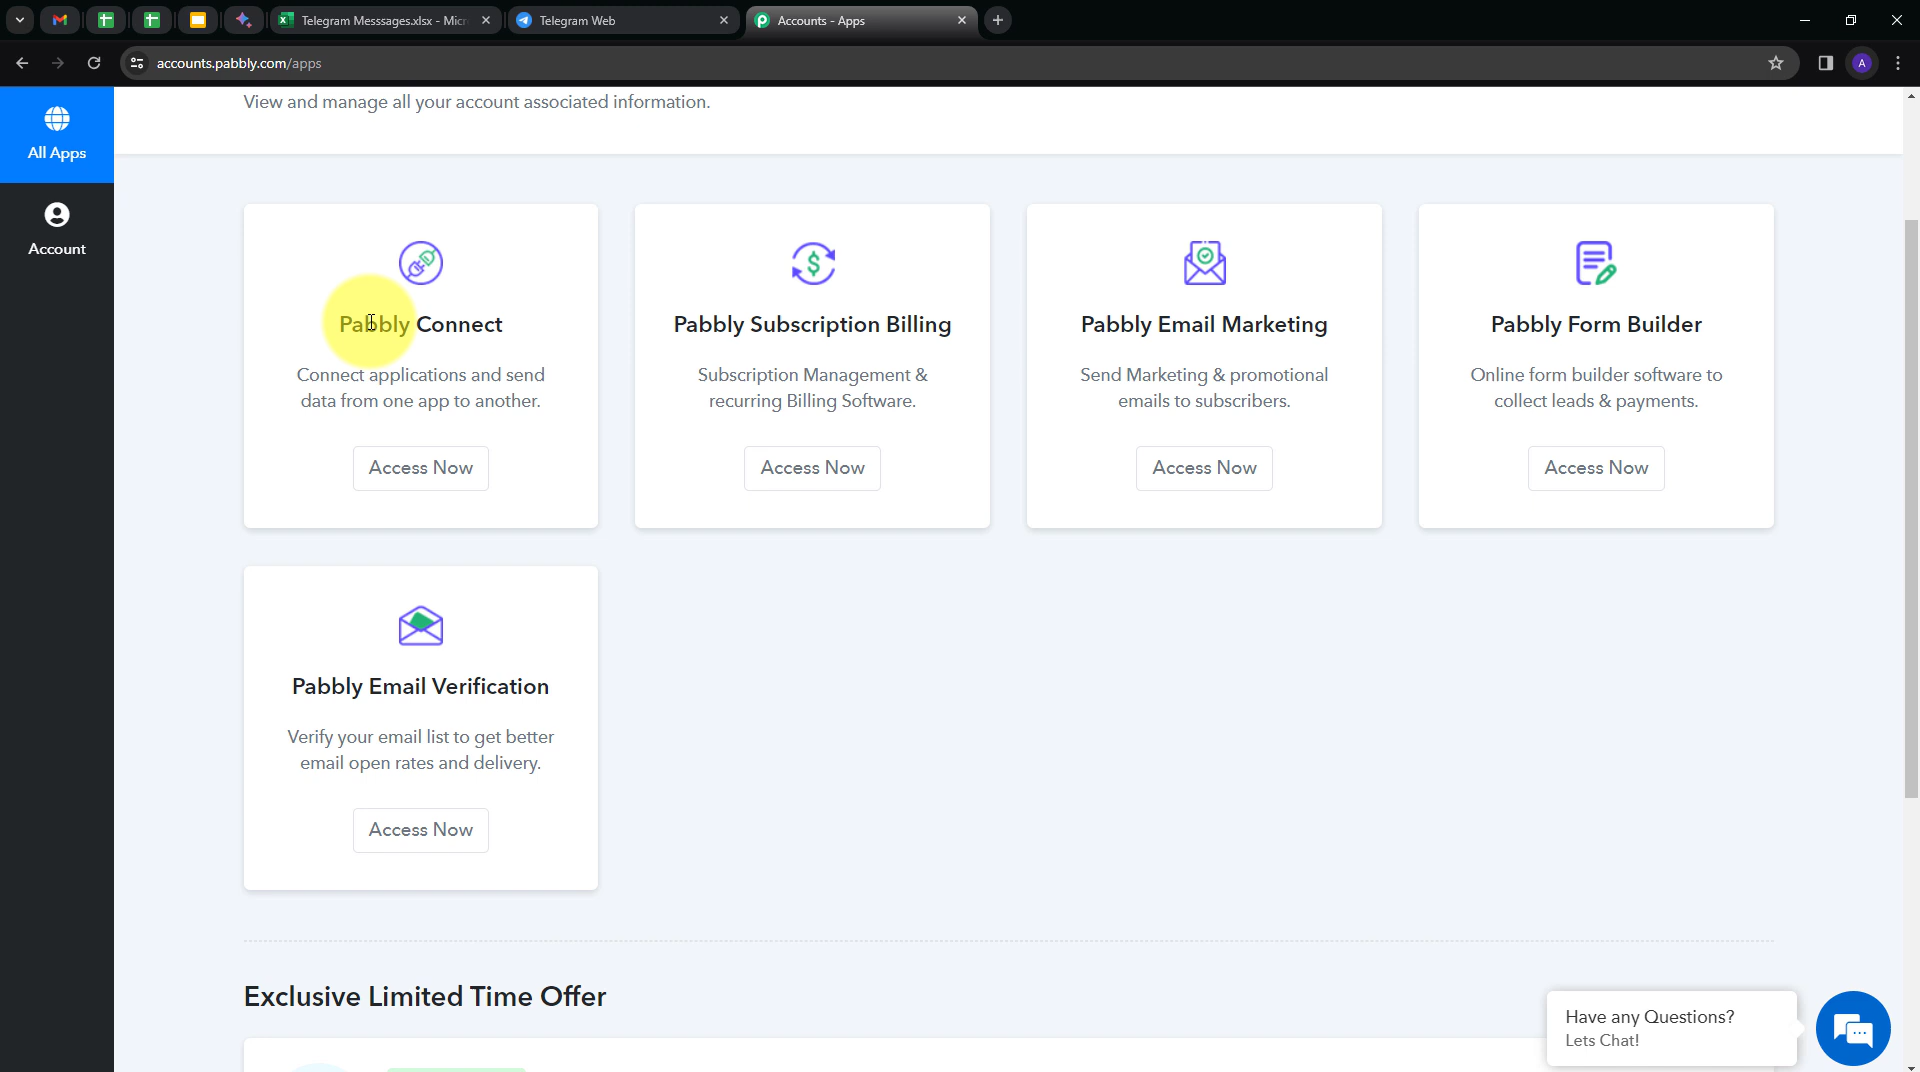 Telegram Messsages.xlsx - Micr
Telegram Web
Accounts - Apps
accounts.pabbly.com/apps
A
All Apps
Account
View and manage all your account associated information.
Pabbly Connect
Connect applications and send
data from one app to another.
Access Now
Pabbly Subscription Billing
Subscription Management &
recurring Billing Software.
Access Now
Pabbly Email Marketing
Send Marketing & promotional
emails to subscribers.
Access Now
Pabbly Form Builder
Online form builder software to
collect leads & payments.
Access Now
Pabbly Email Verification
Verify your email list to get better
email open rates and delivery.
Access Now
Exclusive Limited Time Offer
Have any Questions?
Lets Chat!